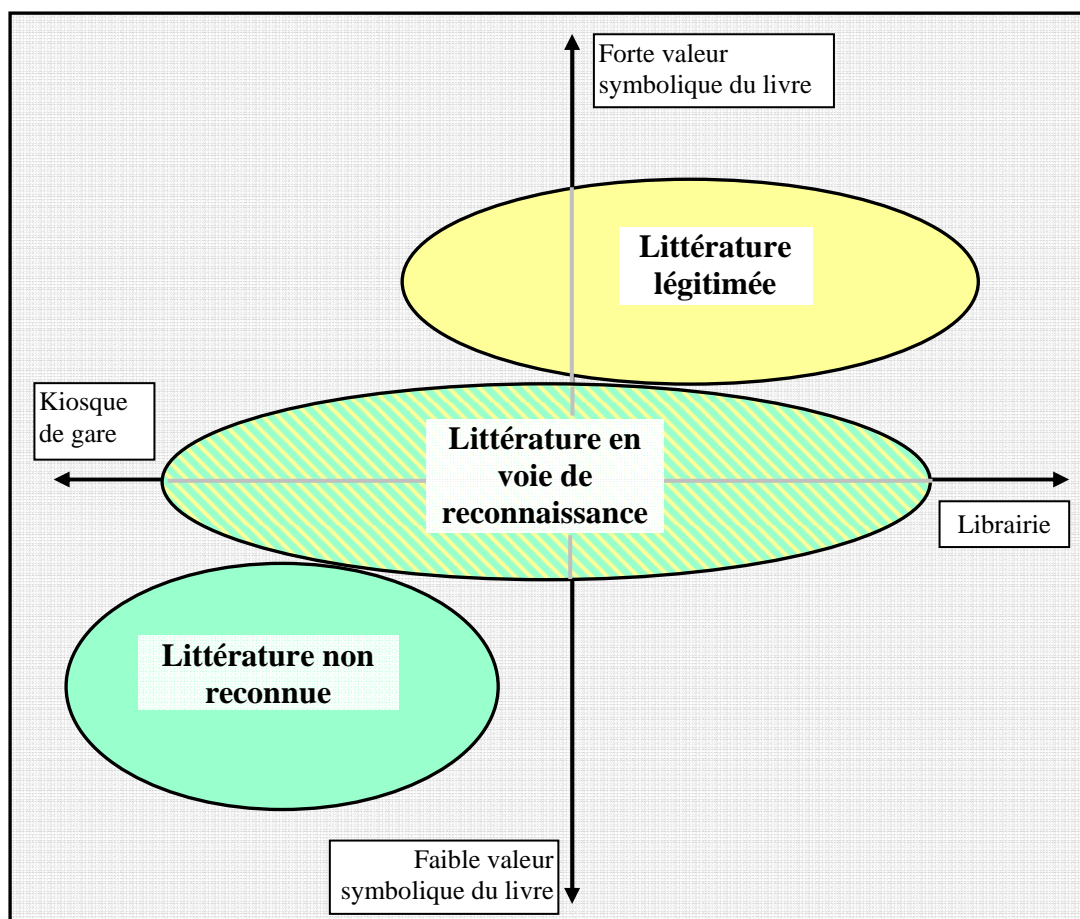 Forte valeur
symbolique du livre
Littérature
légitimée
Kiosque
de gare
Littérature en
voie de
reconnaissance
Librairie
Littérature non
reconnue
Faible valeur
symbolique du livre